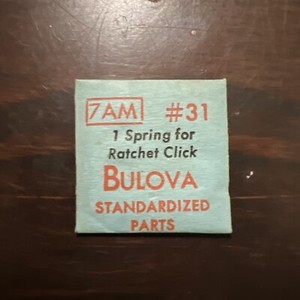 7AM #31
1 Spring for
Ratchet Click
BULOVA
STANDARDIZED
PARTS